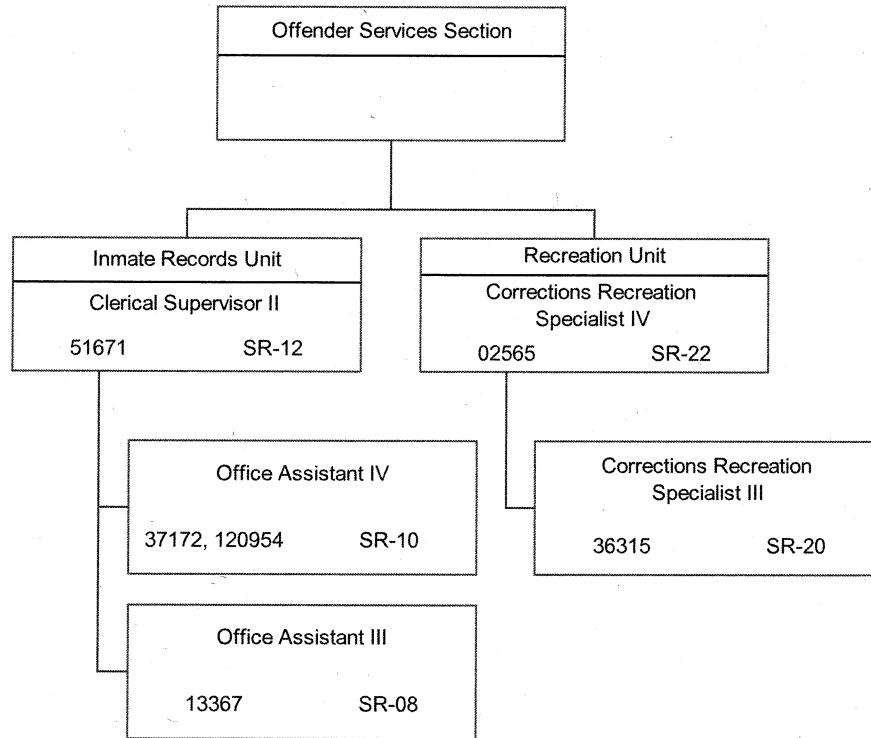 Offender Services Section
Inmate Records Unit
Clerical Supervisor II
51671 SR-12
Recreation Unit
Corrections Recreation
Specialist IV
02565 SR-22
Office Assistant IV
37172, 120954 SR-10
Corrections Recreation
Specialist III
36315 SR-20
Office Assistant III
13367 SR-08